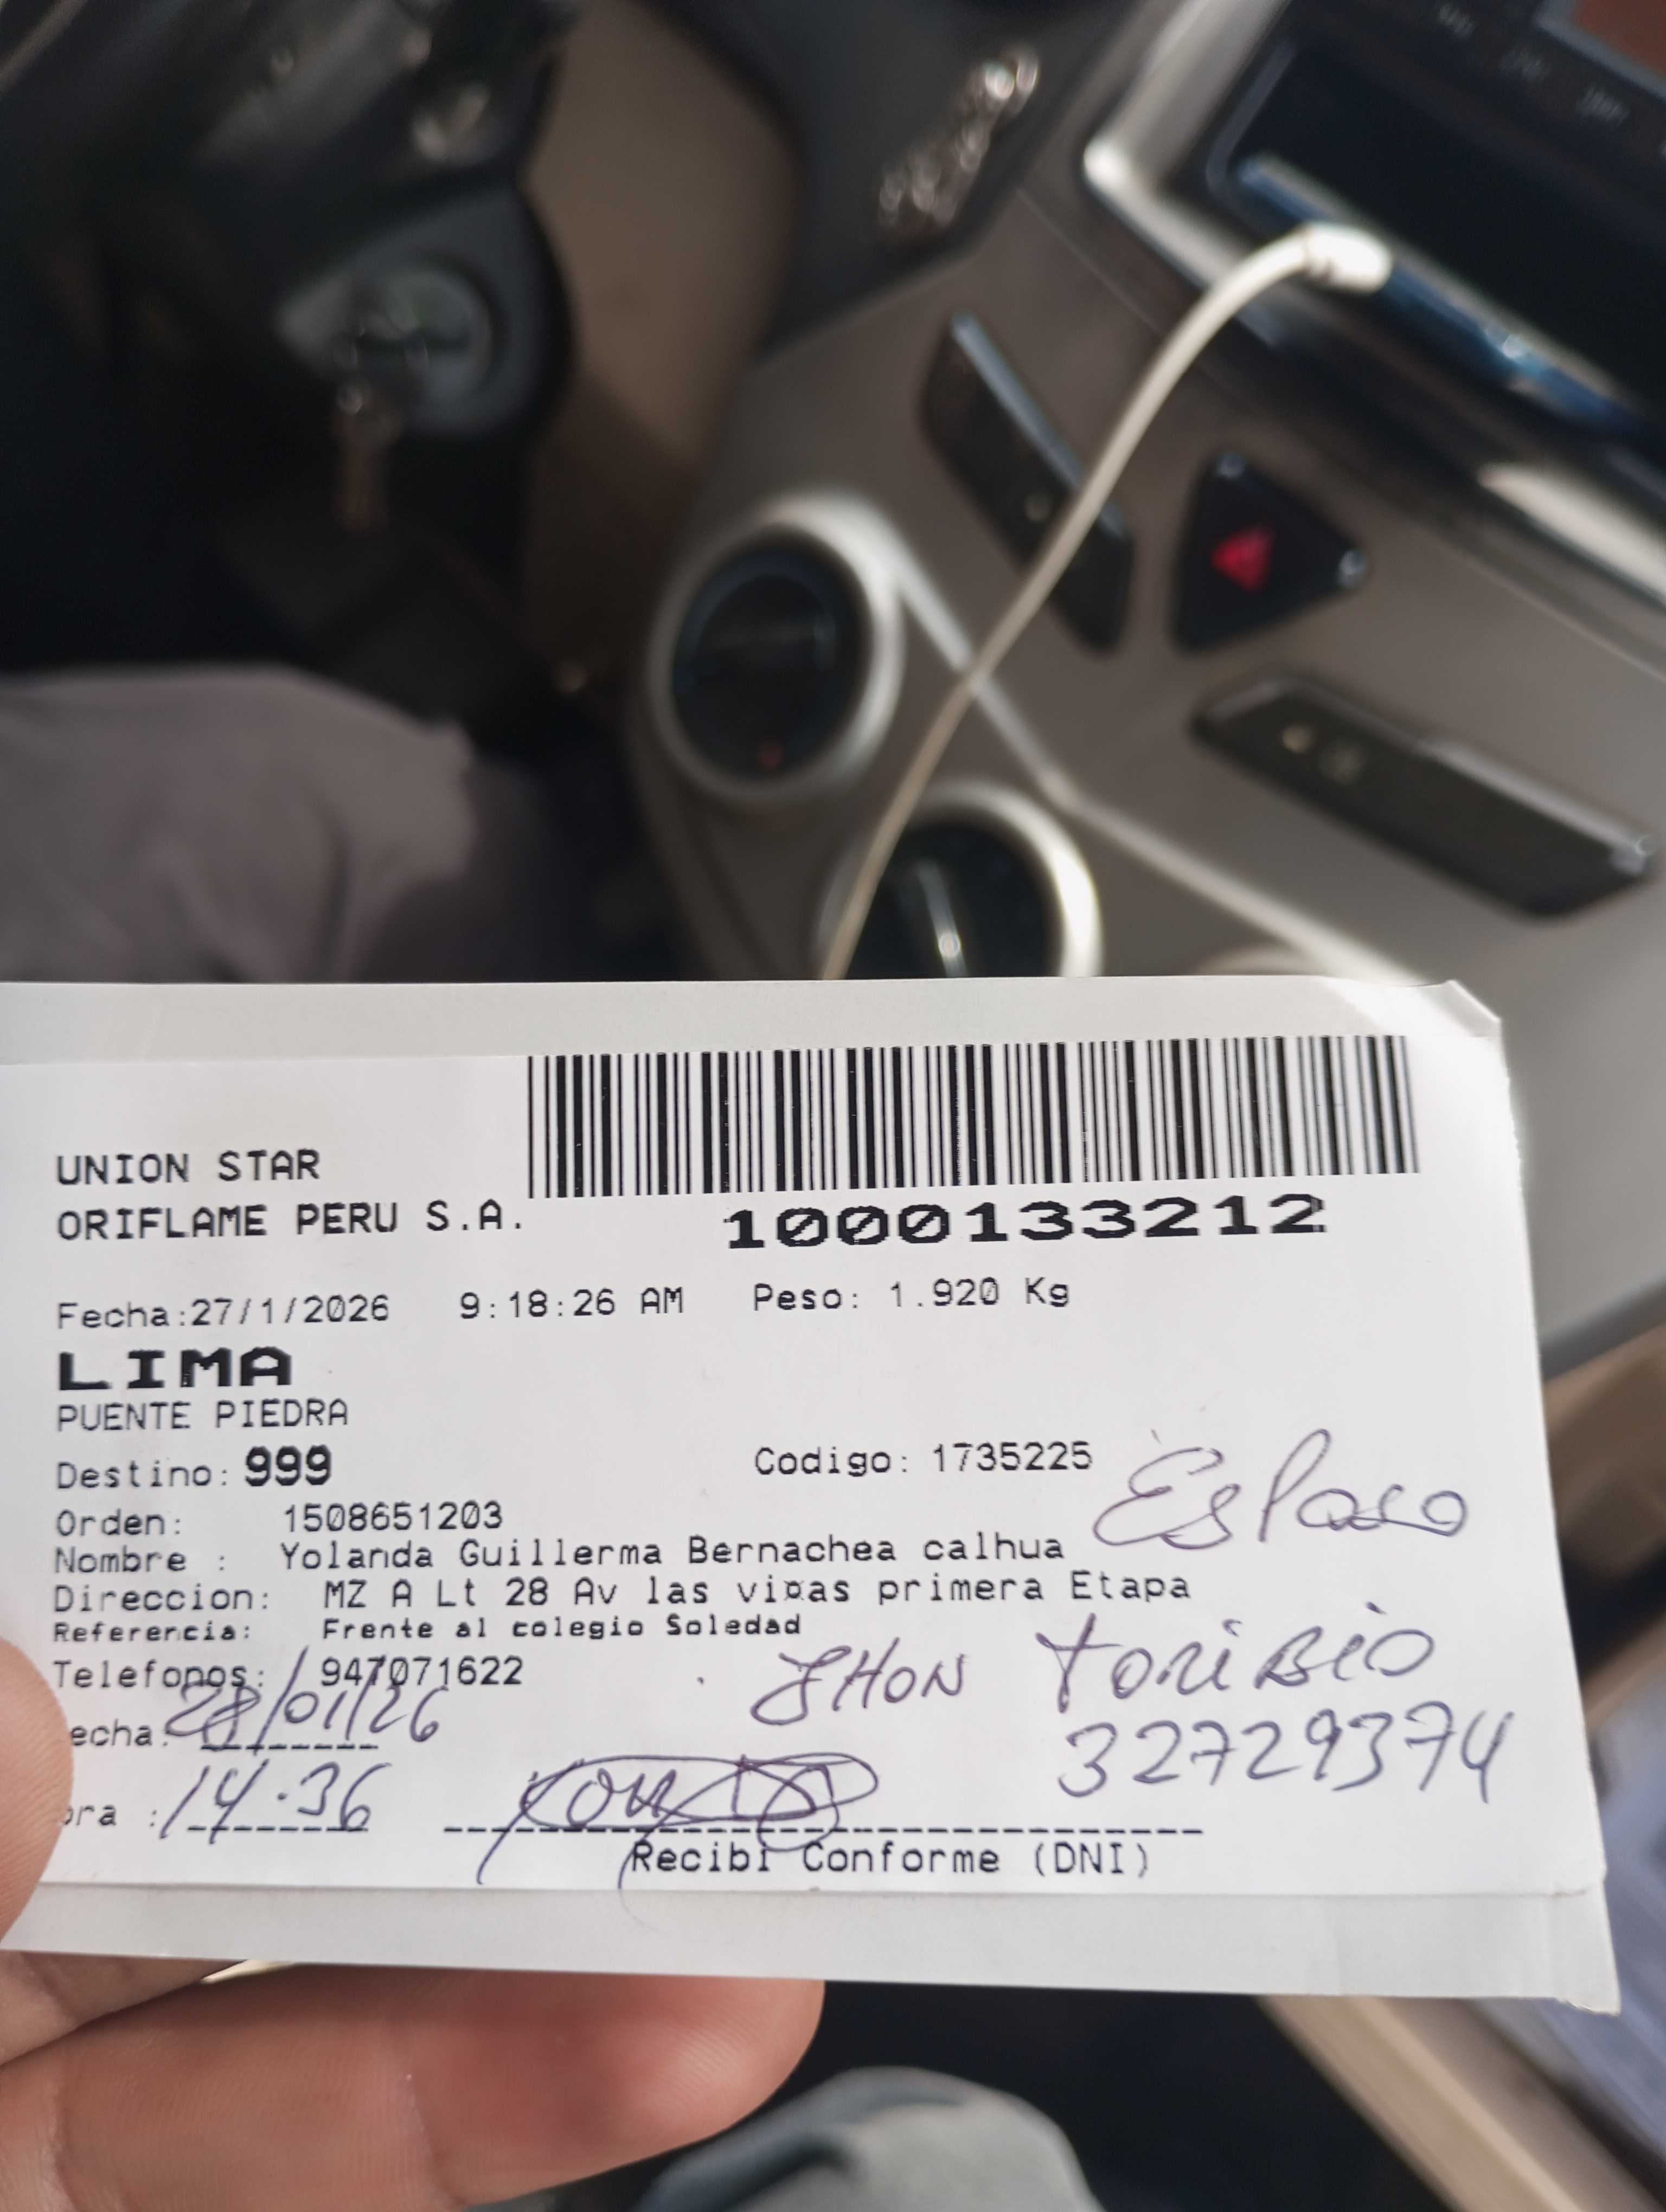 UNION STAR
ORIFLAME PERU S.A.
1000133212
Fecha:27/1/2026 9:18:26 AM Peso: 1.920 Kg
LIMA
PUENTE PIEDRA
Destino: 999 Codigo: 1735225
Esposo
Orden: 1508651203
Nombre : Yolanda Guillerma Bernachea calhua
Direccion: MZ A Lt 28 Av las vigas primera Etapa
Referencia: Frente al colegio Soledad
Telefonos: 947071622
JHON TORIBIO
echa: 28/01/26
32729374
ora : 14.36
Recibi Conforme (DNI)